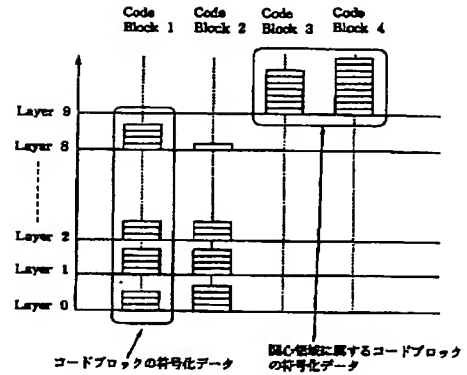 Code Block 1
Code Block 2
Code Block 3
Code Block 4
Layer 9
Layer 8
Layer 2
Layer 1
Layer 0
コードブロックの符号化データ
関心領域に属するコードブロック
の符号化データ